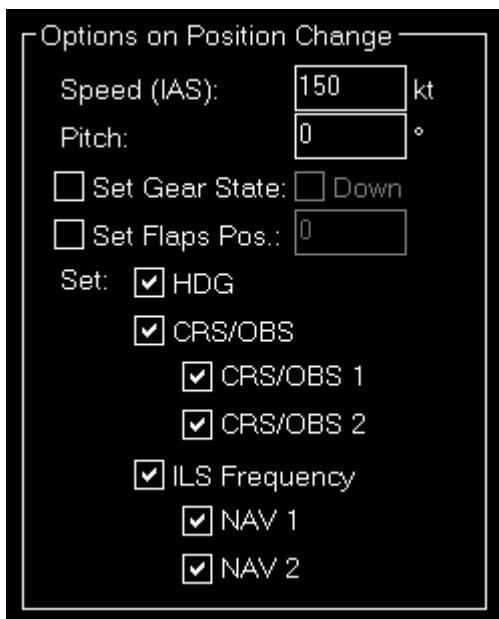 Options on Position Change
Speed (IAS): 150 kt
Pitch: 0 °
Set Gear State: Down
Set Flaps Pos.: 0
Set: HDG
CRS/OBS
CRS/OBS 1
CRS/OBS 2
ILS Frequency
NAV 1
NAV 2